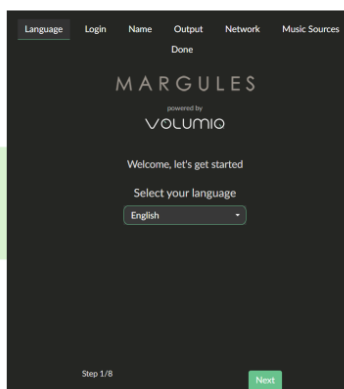 Language Login Name Output Network Music Sources
Done
MARGULES
powered by
VOLUMIO
Welcome, let's get started
Select your language
English
Step 1/8
Next